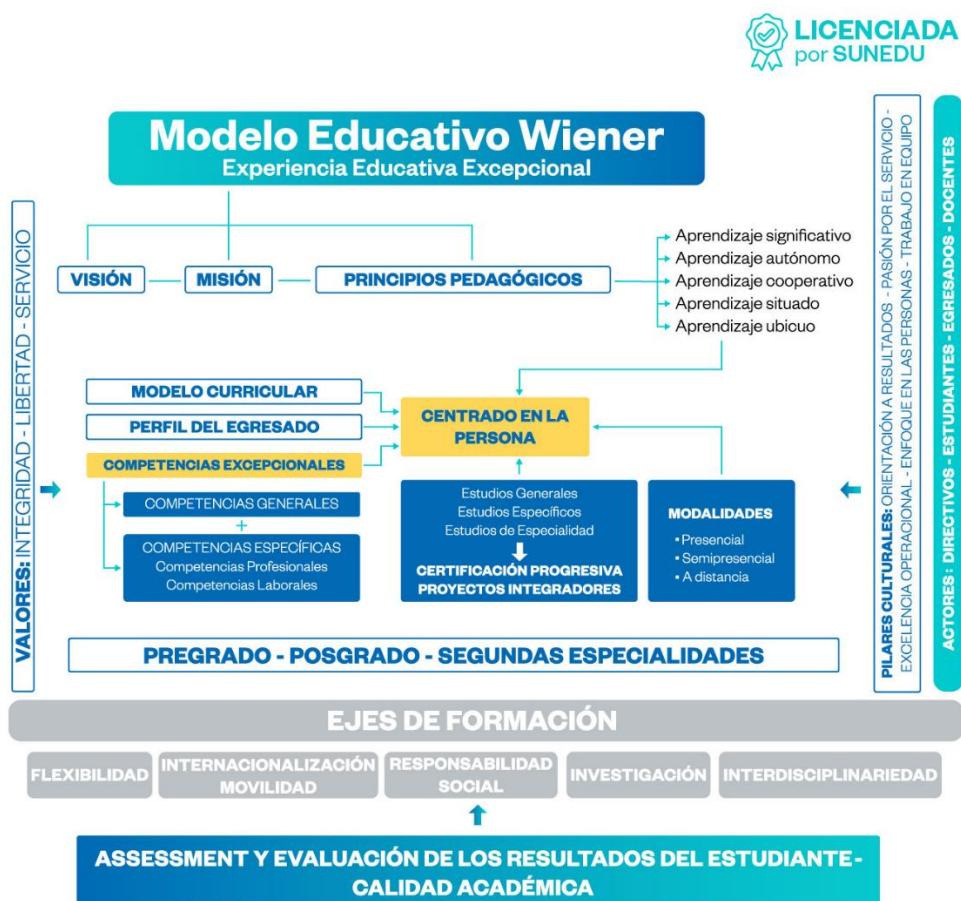 LICENCIADA
por SUNEDU
Modelo Educativo Wiener
Experiencia Educativa Excepcional
VISIÓN
MISIÓN
PRINCIPIOS PEDAGÓGICOS
Aprendizaje significativo
Aprendizaje autónomo
Aprendizaje cooperativo
Aprendizaje situado
Aprendizaje ubicuo
VALORES: INTEGRIDAD - LIBERTAD - SERVICIO
MODELO CURRICULAR
PERFIL DEL EGRESADO
COMPETENCIAS EXCEPCIONALES
COMPETENCIAS GENERALES
+
COMPETENCIAS ESPECÍFICAS
Competencias Profesionales
Competencias Laborales
CENTRADO EN LA
PERSONA
Estudios Generales
Estudios Específicos
Estudios de Especialidad
CERTIFICACIÓN PROGRESIVA
PROYECTOS INTEGRADORES
MODALIDADES
▪ Presencial
▪ Semipresencial
▪ A distancia
PILARES CULTURALES: ORIENTACIÓN A RESULTADOS - PASIÓN POR EL SERVICIO -
EXCELENCIA OPERACIONAL - ENFOQUE EN LAS PERSONAS - TRABAJO EN EQUIPO
ACTORES: DIRECTIVOS - ESTUDIANTES - EGRESADOS - DOCENTES
PREGRADO - POSGRADO - SEGUNDAS ESPECIALIDADES
EJES DE FORMACIÓN
FLEXIBILIDAD
INTERNACIONALIZACIÓN
MOVILIDAD
RESPONSABILIDAD
SOCIAL
INVESTIGACIÓN
INTERDISCIPLINARIEDAD
ASSESSMENT Y EVALUACIÓN DE LOS RESULTADOS DEL ESTUDIANTE -
CALIDAD ACADÉMICA